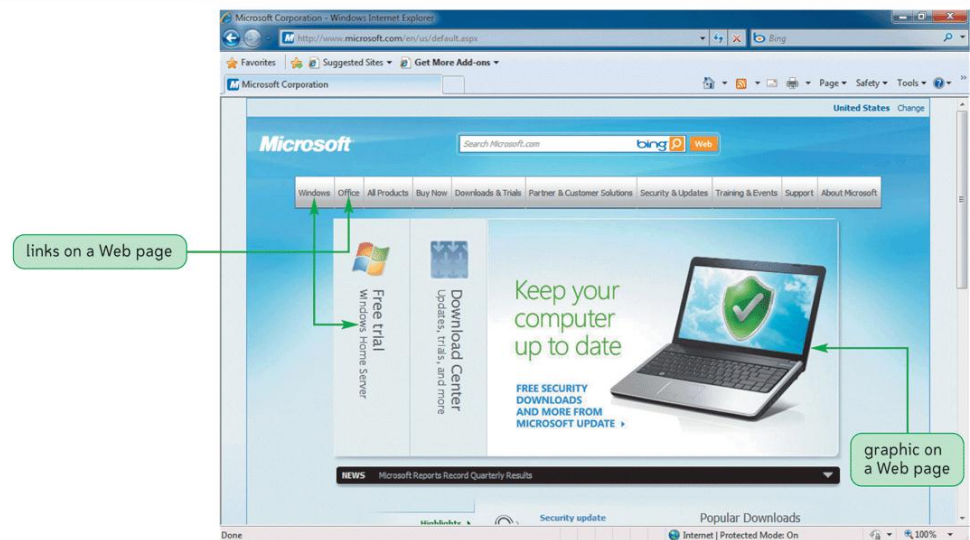 Microsoft Corporation - Windows Internet Explorer
http://www.microsoft.com/en/us/default.aspx
Bing
Favorites Suggested Sites Get More Add-ons
Microsoft Corporation
Page Safety Tools
United States Change
Microsoft
Search Microsoft.com bing Web
Windows Office All Products Buy Now Downloads & Trials Partner & Customer Solutions Security & Updates Training & Events Support About Microsoft
links on a Web page
Free trial
Windows Home Server
Download Center
Updates, trials, and more
Keep your
computer
up to date
FREE SECURITY
DOWNLOADS
AND MORE FROM
MICROSOFT UPDATE
graphic on
a Web page
NEWS Microsoft Reports Record Quarterly Results
Highlights Security update Popular Downloads
Done Internet | Protected Mode: On 100%